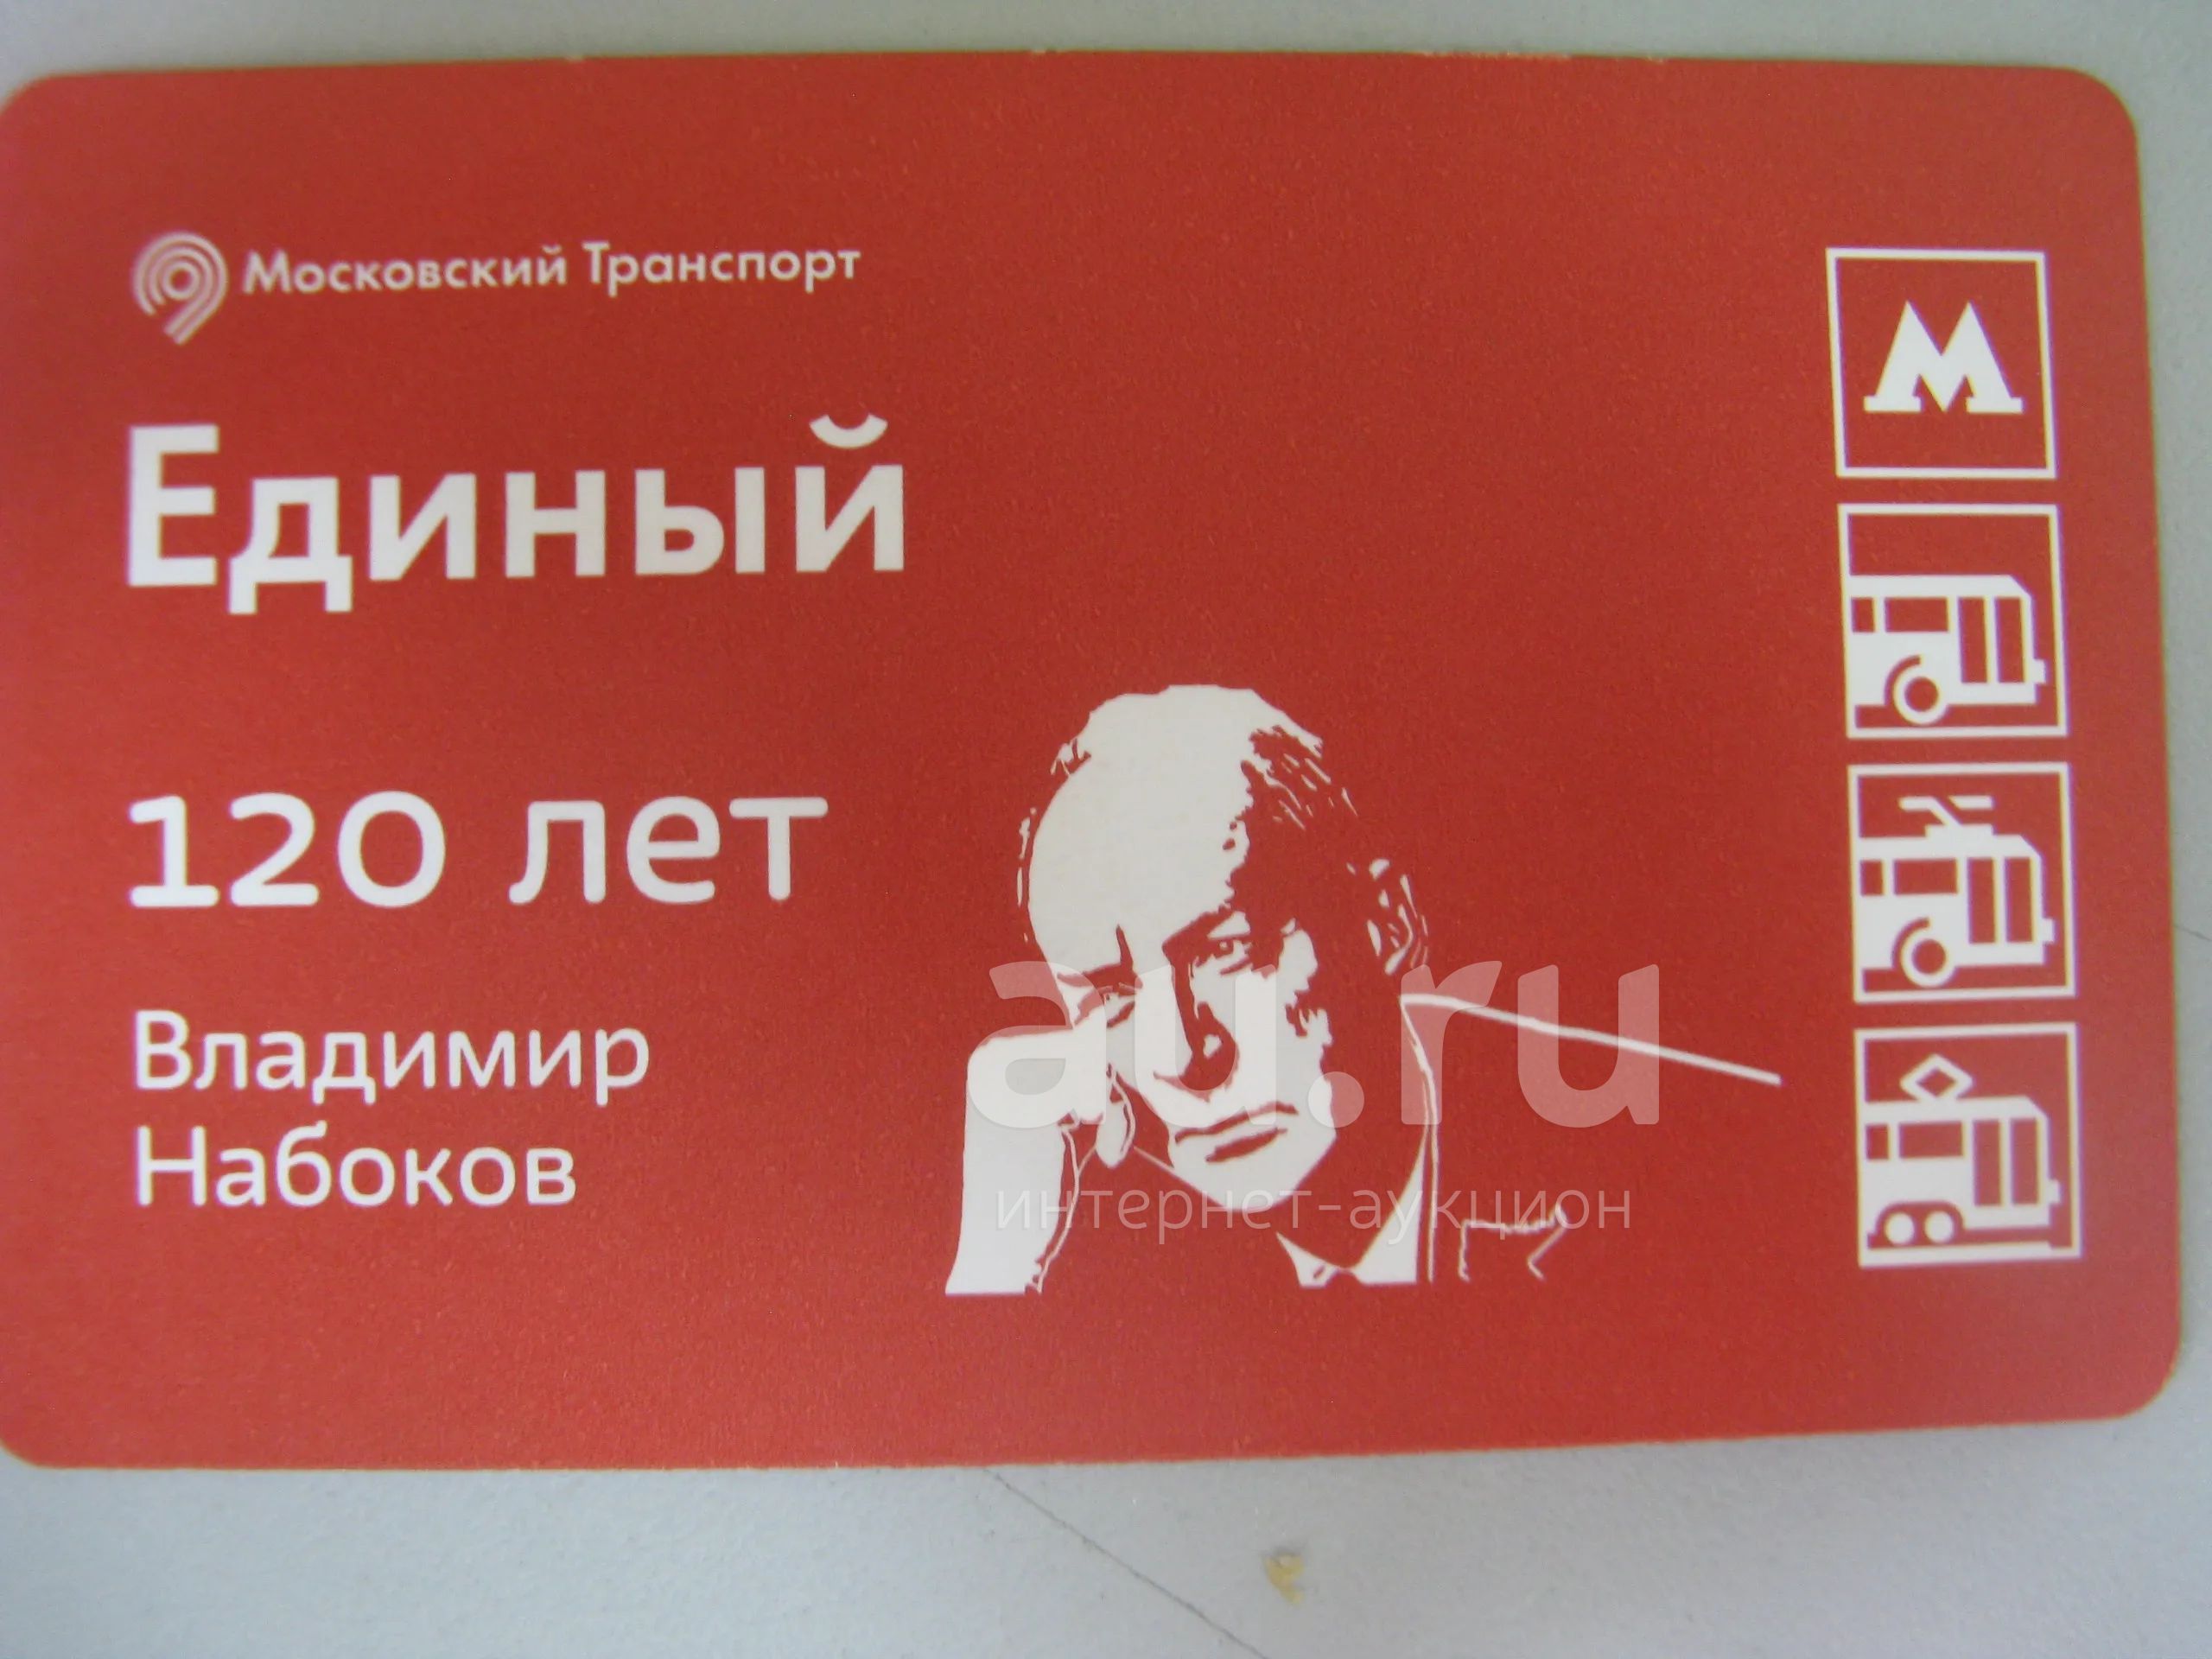 Московский Транспорт
Единый
120 лет
Владимир
Набоков
М
au.ru
интернет-аукцион